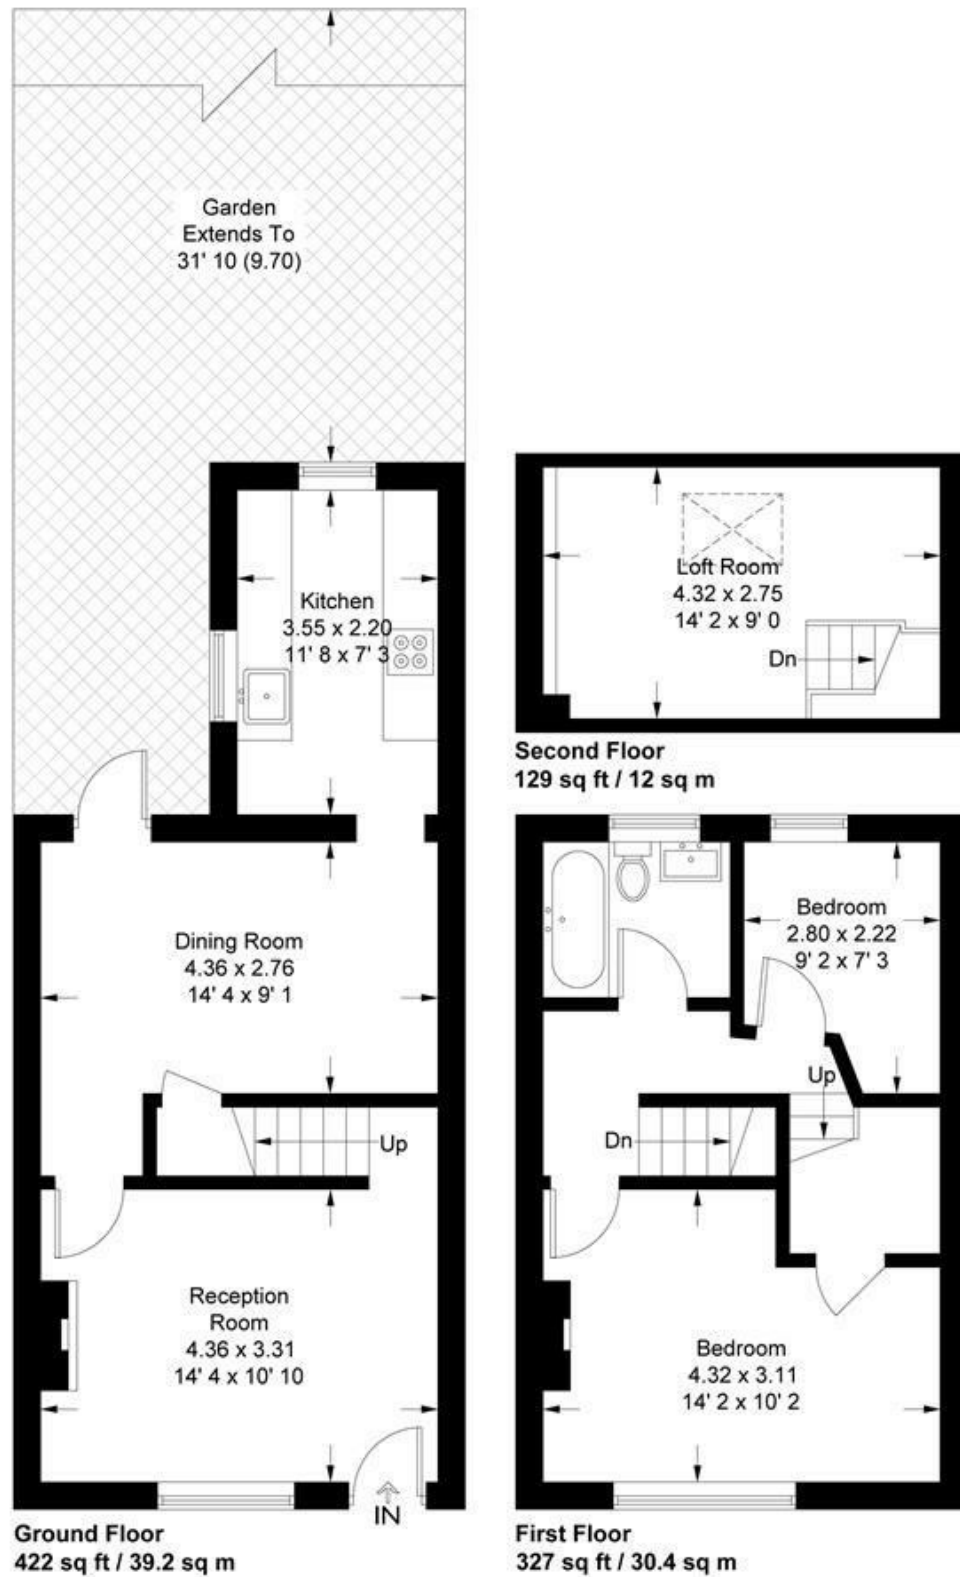 Garden
Extends To
31' 10 (9.70)
Kitchen
3.55 x 2.20
11' 8 x 7' 3
Dining Room
4.36 x 2.76
14' 4 x 9' 1
Up
Reception
Room
4.36 x 3.31
14' 4 x 10' 10
IN
Ground Floor
422 sq ft / 39.2 sq m
Loft Room
4.32 x 2.75
14' 2 x 9' 0
Dn
Second Floor
129 sq ft / 12 sq m
Bedroom
2.80 x 2.22
9' 2 x 7' 3
Up
Dn
Bedroom
4.32 x 3.11
14' 2 x 10' 2
First Floor
327 sq ft / 30.4 sq m